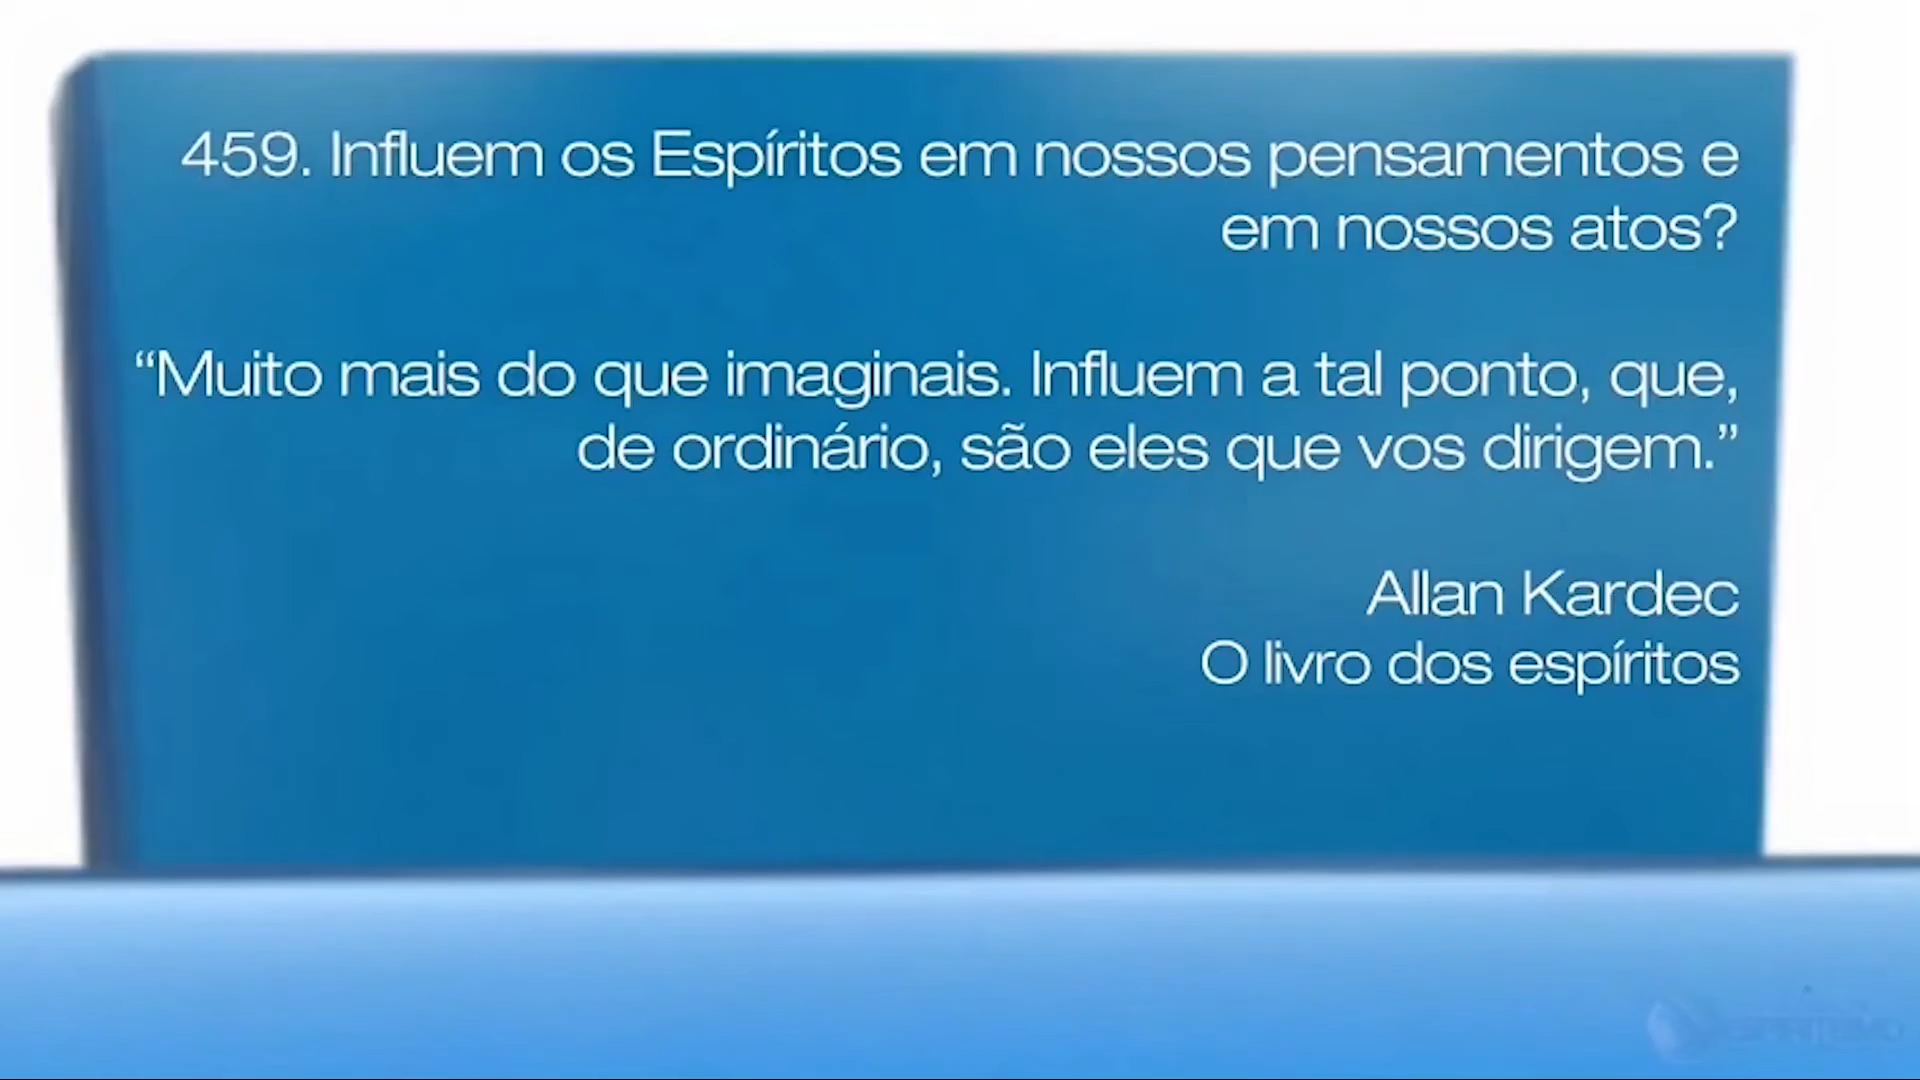 459. Influem os Espíritos em nossos pensamentos e
em nossos atos?
“Muito mais do que imaginais. Influem a tal ponto, que,
de ordinário, são eles que vos dirigem.”
Allan Kardec
O livro dos espíritos